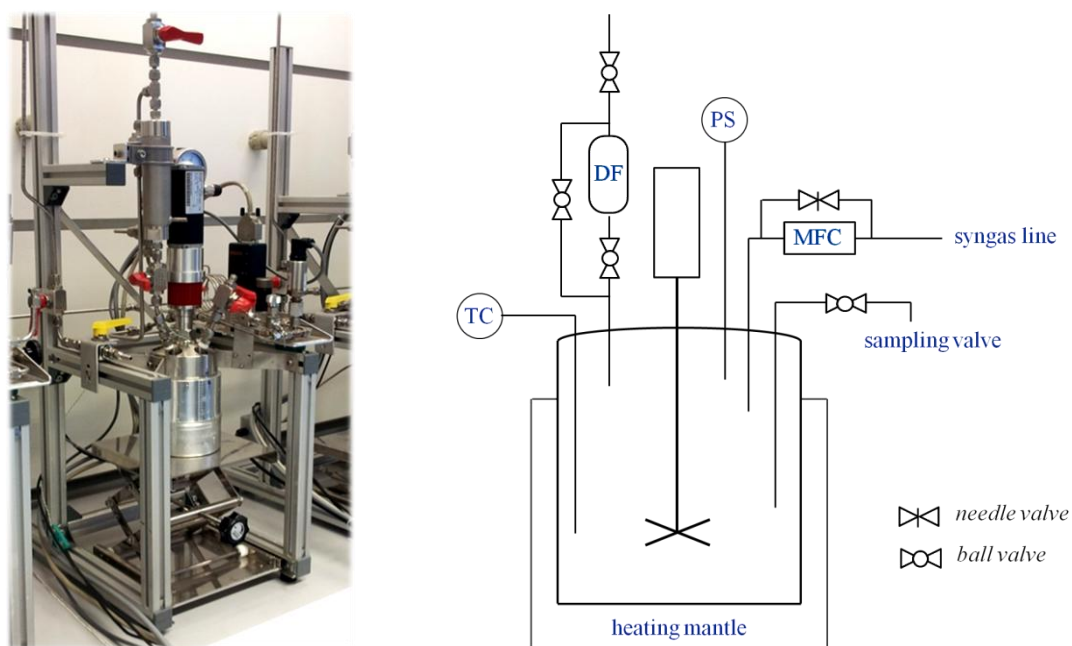 PS
DF
MFC
syngas line
TC
sampling valve
needle valve
ball valve
heating mantle